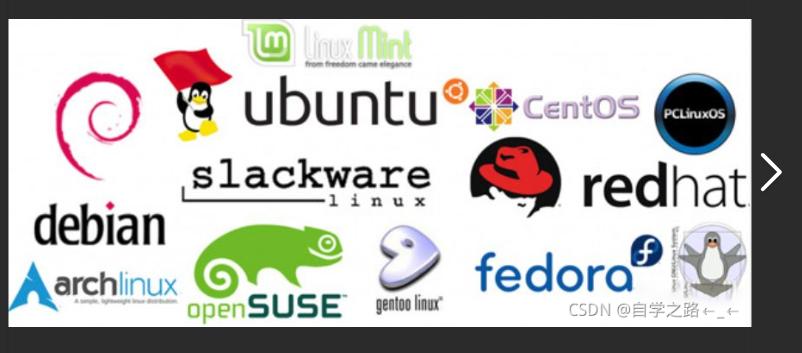 Linux Mint
from freedom came elegance
ubuntu
CentOS
PCLinuxOS
slackware
linux
redhat.
debian
archlinux
A simple, lightweight linux distribution.
openSUSE™
gentoo linux
fedora
CSDN @自学之路←_←